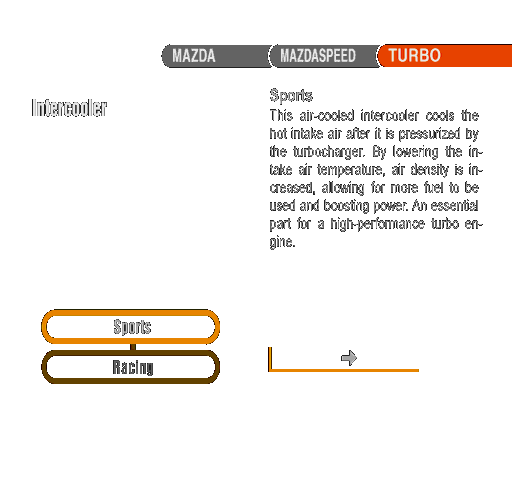 MAZDA MAZDASPEED TURBO
Intercooler
Sports
This air-cooled intercooler cools the
hot intake air after it is pressurized by
the turbocharger. By lowering the in-
take air temperature, air density is in-
creased, allowing for more fuel to be
used and boosting power. An essential
part for a high-performance turbo en-
gine.
Sports
Racing